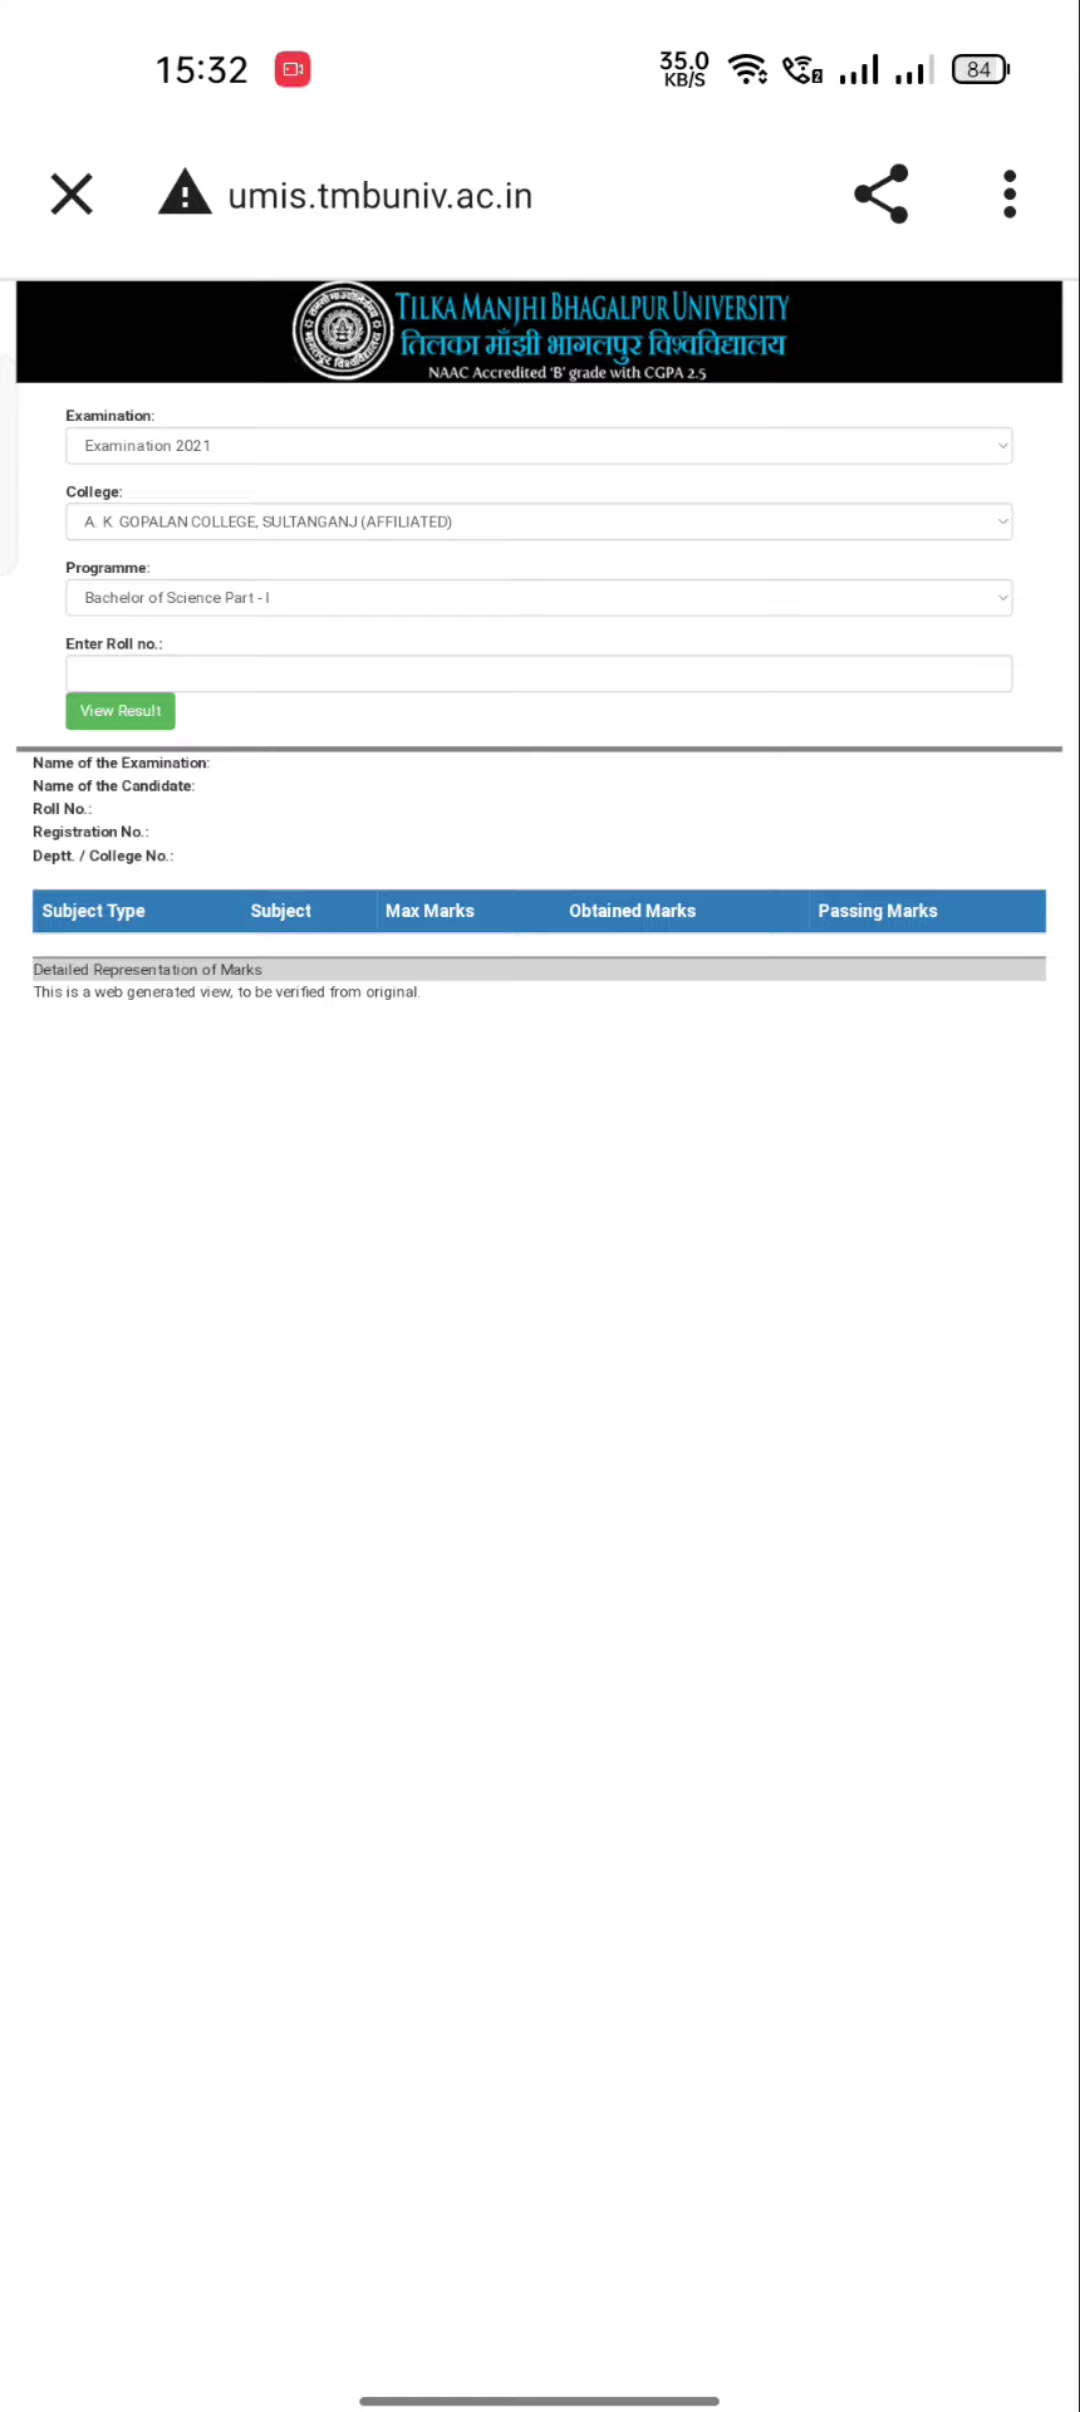 15:32
35.0
KB/S
84
umis.tmbuniv.ac.in
TILKA MANJHI BHAGALPUR UNIVERSITY
तिलका माँझी भागलपुर विश्वविद्यालय
NAAC Accredited 'B' grade with CGPA 2.5
Examination:
Examination 2021
College:
A. K. GOPALAN COLLEGE, SULTANGANJ (AFFILIATED)
Programme:
Bachelor of Science Part - I
Enter Roll no.:
View Result
Name of the Examination:
Name of the Candidate:
Roll No.:
Registration No.:
Deptt. / College No.:
Subject Type Subject Max Marks Obtained Marks Passing Marks
Detailed Representation of Marks
This is a web generated view, to be verified from original.